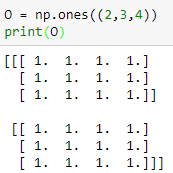 O = np.ones((2,3,4))
print(O)
[[[ 1.  1.  1.  1.]
  [ 1.  1.  1.  1.]
  [ 1.  1.  1.  1.]]
 [[ 1.  1.  1.  1.]
  [ 1.  1.  1.  1.]
  [ 1.  1.  1.  1.]]]